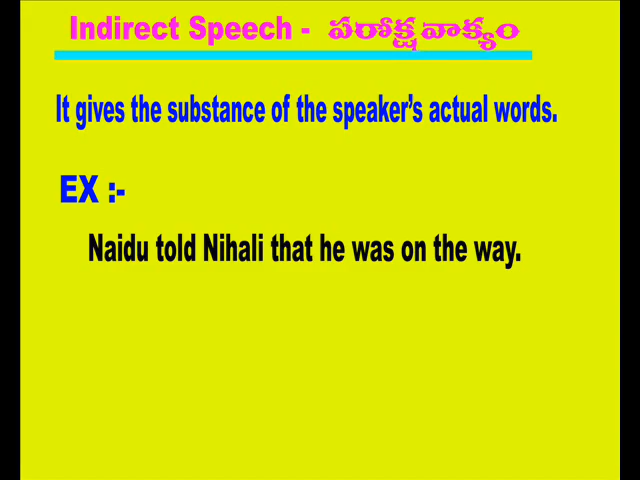 Indirect Speech - పరోక్షవాక్యం
It gives the substance of the speaker's actual words.
EX :-
Naidu told Nihali that he was on the way.